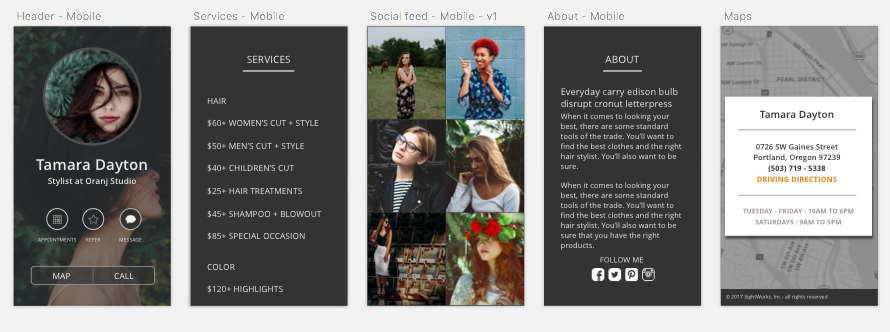 Header - Mobile
Tamara Dayton
Stylist at Oranj Studio
APPOINTMENTS
REFER
MESSAGE
MAP
CALL
Services - Mobile
SERVICES
HAIR
$60+ WOMEN'S CUT + STYLE
$50+ MEN'S CUT + STYLE
$40+ CHILDREN'S CUT
$25+ HAIR TREATMENTS
$45+ SHAMPOO + BLOWOUT
$85+ SPECIAL OCCASION
COLOR
$120+ HIGHLIGHTS
Social feed - Mobile - v1
About - Mobile
ABOUT
Everyday carry edison bulb
disrupt cronut letterpress
When it comes to looking your
best, there are some standard
tools of the trade. You'll want to
find the best clothes and the right
hair stylist. You'll also want to be
sure.
When it comes to looking your
best, there are some standard
tools of the trade. You'll want to
find the best clothes and the right
hair stylist. You'll also want to be
sure that you have the right
products.
FOLLOW ME
Maps
PEARL DISTRICT
Tamara Dayton
0726 SW Gaines Street
Portland, Oregon 97239
(503) 719 - 5338
DRIVING DIRECTIONS
TUESDAY - FRIDAY : 10AM TO 6PM
SATURDAYS : 9AM TO 5PM
© 2017 SightWorks, Inc - all rights reserved